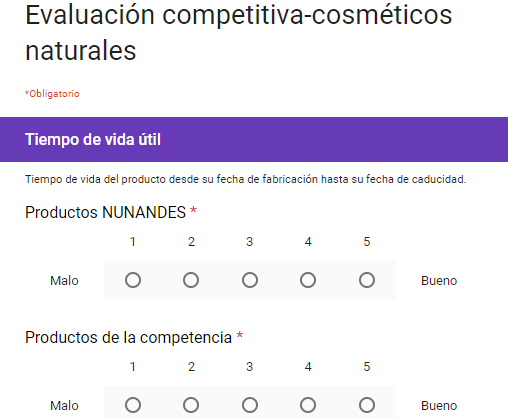 Evaluación competitiva-cosméticos
naturales
*Obligatorio
Tiempo de vida útil
Tiempo de vida del producto desde su fecha de fabricación hasta su fecha de caducidad.
Productos NUNANDES *
1 2 3 4 5
Malo Bueno
Productos de la competencia *
1 2 3 4 5
Malo Bueno